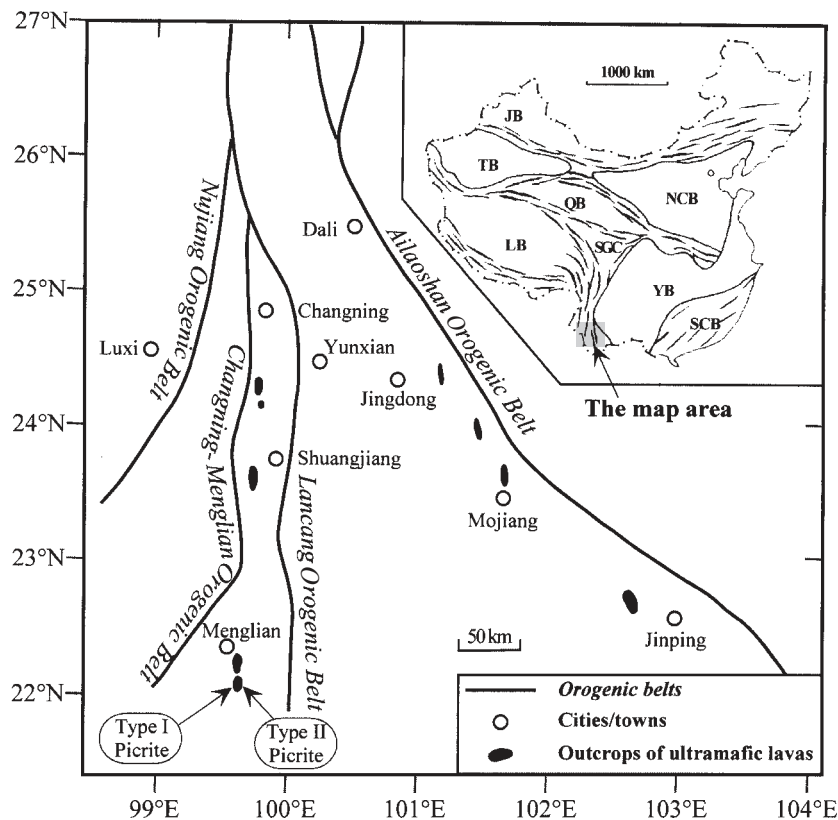 27°N
26°N
25°N
24°N
23°N
22°N
99°E
100°E
101°E
102°E
103°E
104°E
1000 km
JB
TB
QB
NCB
LB
SGC
YB
SCB
The map area
Nujiang Orogenic Belt
Changning-Menglian Orogenic Belt
Lancang Orogenic Belt
Ailaoshan Orogenic Belt
Dali
Changning
Luxi
Yunxian
Jingdong
Shuangjiang
Mojiang
Menglian
Jinping
50 km
Type I
Picrite
Type II
Picrite
Orogenic belts
Cities/towns
Outcrops of ultramafic lavas